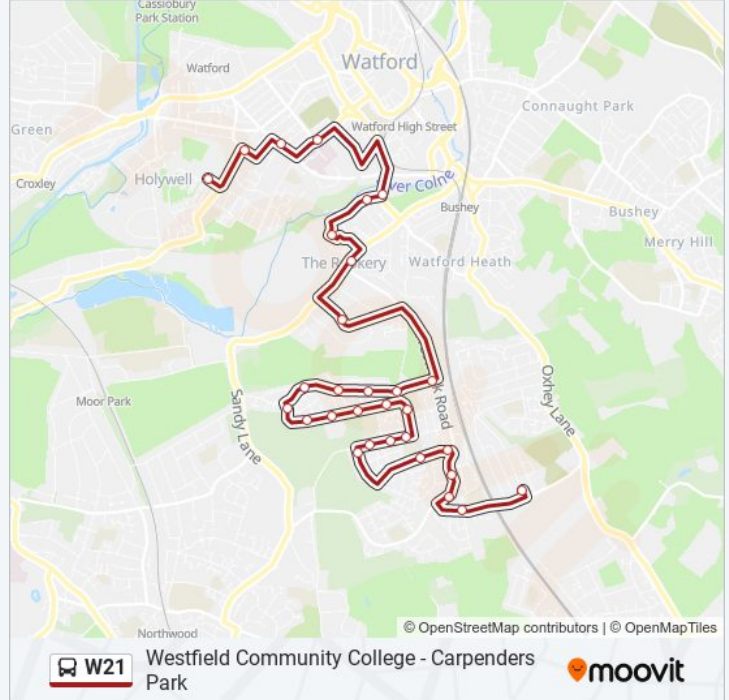 Cassiobury
Park Station
Watford
Watford
Connaught Park
Watford High Street
Green
Croxley
Holywell
ver Colne
Bushey
Bushey
Merry Hill
The R kery
Watford Heath
Moor Park
Sandy Lane
k Road
Oxhey Lane
Northwood
© OpenStreetMap contributors | © OpenMapTiles
W21
Westfield Community College - Carpenders
Park
moovit